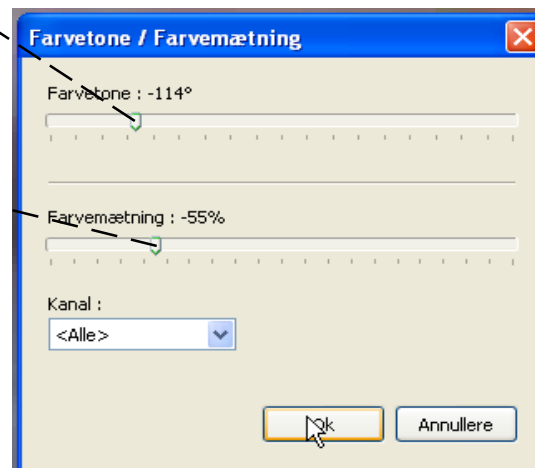 Farvetone / Farvemætning
Farvetone : -114°
Farvemætning : -55%
Kanal :
<Alle>
Ok
Annullere